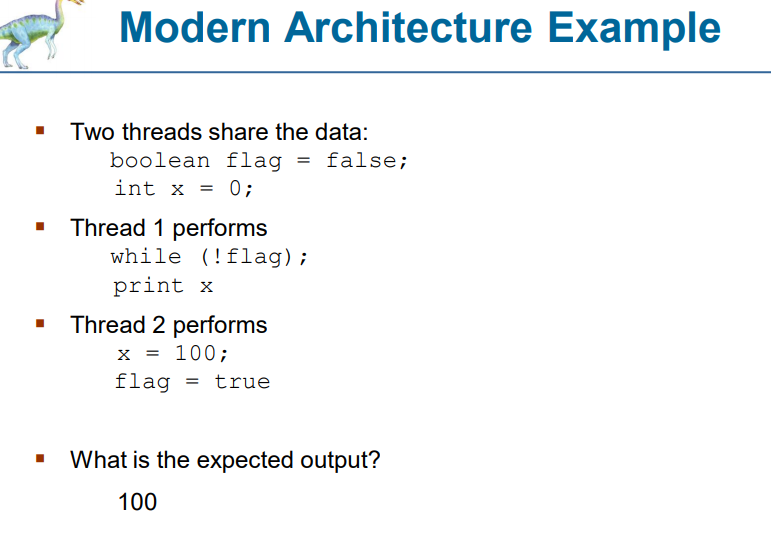 Modern Architecture Example
▪ Two threads share the data:
boolean flag = false;
int x = 0;
▪ Thread 1 performs
while (!flag);
print x
▪ Thread 2 performs
x = 100;
flag = true
▪ What is the expected output?
100